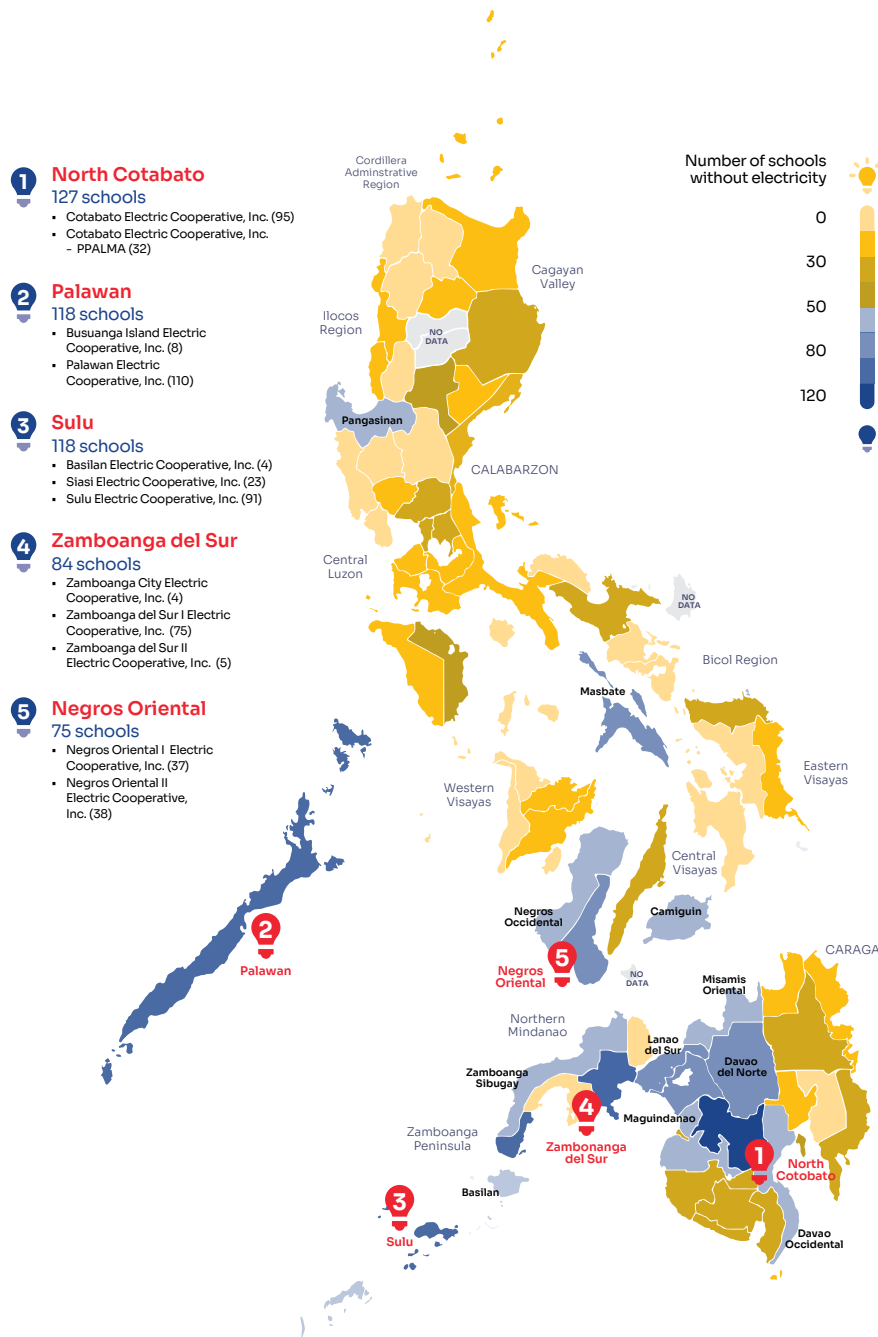 1
North Cotabato
127 schools
▪ Cotabato Electric Cooperative, Inc. (95)
▪ Cotabato Electric Cooperative, Inc.
- PPALMA (32)
2
Palawan
118 schools
▪ Busuanga Island Electric
Cooperative, Inc. (8)
▪ Palawan Electric
Cooperative, Inc. (110)
3
Sulu
118 schools
▪ Basilan Electric Cooperative, Inc. (4)
▪ Siasi Electric Cooperative, Inc. (23)
▪ Sulu Electric Cooperative, Inc. (91)
4
Zamboanga del Sur
84 schools
▪ Zamboanga City Electric
Cooperative, Inc. (4)
▪ Zamboanga del Sur I Electric
Cooperative, Inc. (75)
▪ Zamboanga del Sur II
Electric Cooperative, Inc. (5)
5
Negros Oriental
75 schools
▪ Negros Oriental I Electric
Cooperative, Inc. (37)
▪ Negros Oriental II
Electric Cooperative,
Inc. (38)
Number of schools
without electricity
0
30
50
80
120
Cordillera
Adminstrative
Region
Cagayan
Valley
Ilocos
Region
NO
DATA
Pangasinan
CALABARZON
Central
Luzon
NO
DATA
Bicol Region
Masbate
Eastern
Visayas
Western
Visayas
Central
Visayas
Negros
Occidental
Camiguin
2
Palawan
5
Negros
Oriental
NO
DATA
CARAGA
Misamis
Oriental
Northern
Mindanao
Lanao
del Sur
Davao
del Norte
Zamboanga
Sibugay
4
Maguindanao
Zamboanga
Peninsula
Zambonanga
del Sur
1
North
Cotobato
Basilan
3
Sulu
Davao
Occidental